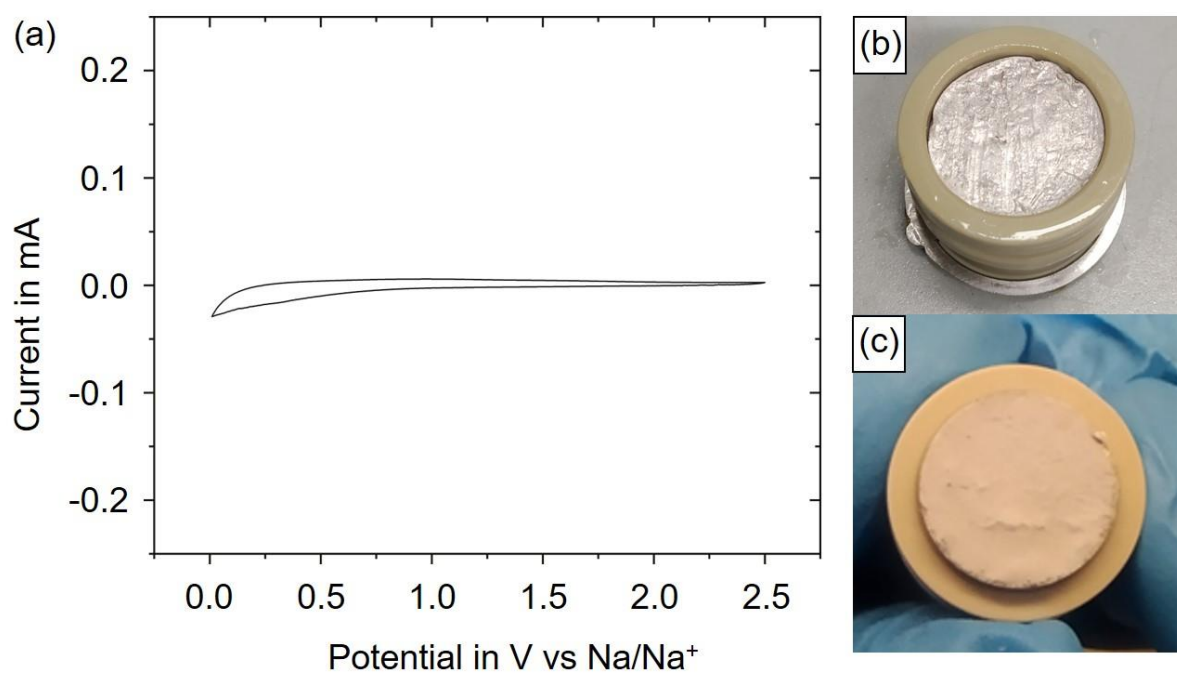 (a)
0.2
0.1
0.0
-0.1
-0.2
Current in mA
0.0 0.5 1.0 1.5 2.0 2.5
Potential in V vs Na/Na⁺
(b)
(c)